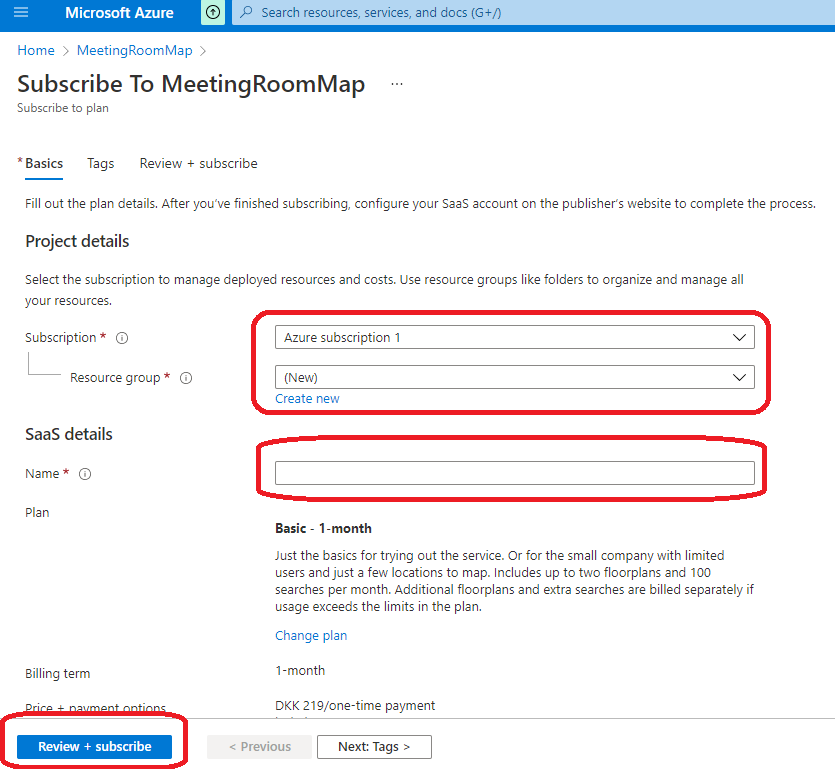 Microsoft Azure
Search resources, services, and docs (G+/)
Home > MeetingRoomMap >
Subscribe To MeetingRoomMap ...
Subscribe to plan
* Basics Tags Review + subscribe
Fill out the plan details. After you've finished subscribing, configure your SaaS account on the publisher's website to complete the process.
Project details
Select the subscription to manage deployed resources and costs. Use resource groups like folders to organize and manage all
your resources.
Subscription *
Azure subscription 1
Resource group *
(New)
Create new
SaaS details
Name *
Plan
Basic - 1-month
Just the basics for trying out the service. Or for the small company with limited
users and just a few locations to map. Includes up to two floorplans and 100
searches per month. Additional floorplans and extra searches are billed separately if
usage exceeds the limits in the plan.
Change plan
Billing term
1-month
Price + payment options
DKK 219/one-time payment
Review + subscribe
< Previous
Next: Tags >